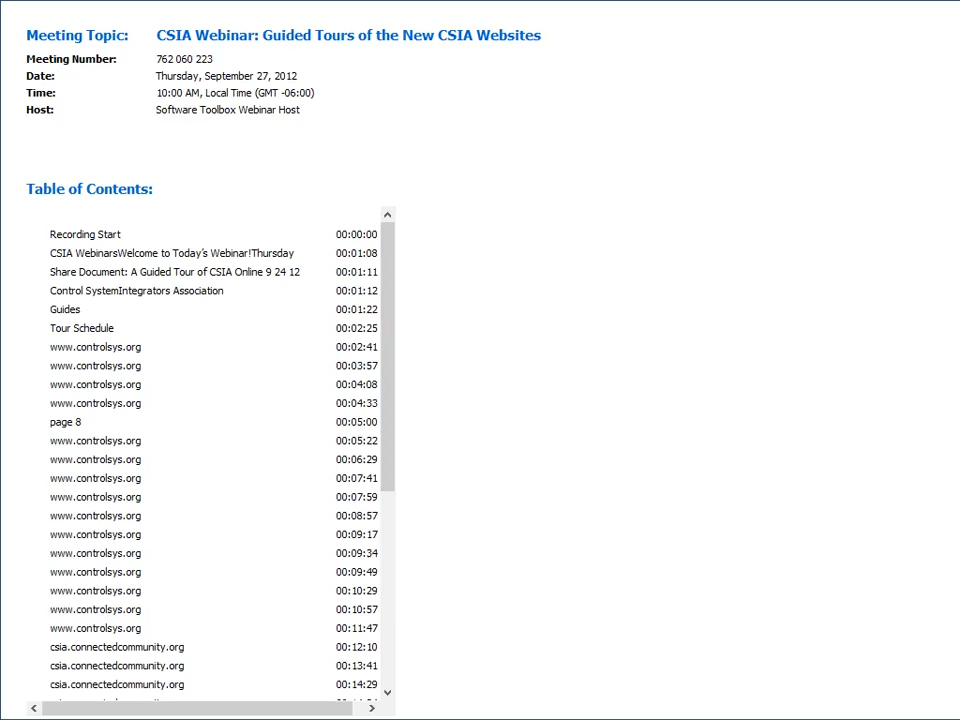 Meeting Topic: CSIA Webinar: Guided Tours of the New CSIA Websites
Meeting Number: 762 060 223
Date: Thursday, September 27, 2012
Time: 10:00 AM, Local Time (GMT -06:00)
Host: Software Toolbox Webinar Host
Table of Contents:
Recording Start 00:00:00
CSIA WebinarsWelcome to Today's Webinar!Thursday 00:01:08
Share Document: A Guided Tour of CSIA Online 9 24 12 00:01:11
Control SystemIntegrators Association 00:01:12
Guides 00:01:22
Tour Schedule 00:02:25
www.controlsys.org 00:02:41
www.controlsys.org 00:03:57
www.controlsys.org 00:04:08
www.controlsys.org 00:04:33
page 8 00:05:00
www.controlsys.org 00:05:22
www.controlsys.org 00:06:29
www.controlsys.org 00:07:41
www.controlsys.org 00:07:59
www.controlsys.org 00:08:57
www.controlsys.org 00:09:17
www.controlsys.org 00:09:34
www.controlsys.org 00:09:49
www.controlsys.org 00:10:29
www.controlsys.org 00:10:57
www.controlsys.org 00:11:47
csia.connectedcommunity.org 00:12:10
csia.connectedcommunity.org 00:13:41
csia.connectedcommunity.org 00:14:29